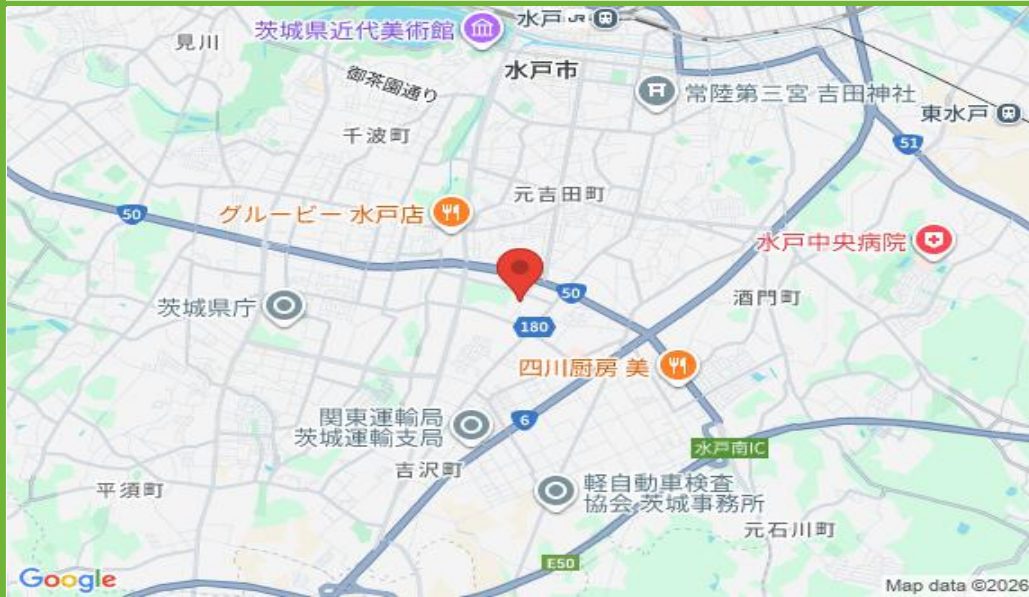 茨城県近代美術館
水戸 JR
見川
水戸市
御茶園通り
常陸第三宮 吉田神社
東水戸
千波町
51
元吉田町
50
グルービー 水戸店
水戸中央病院
50
茨城県庁
酒門町
180
四川厨房 美
関東運輸局
茨城運輸支局
6
水戸南IC
吉沢町
平須町
軽自動車検査
協会 茨城事務所
元石川町
E50
Google
Map data ©2026